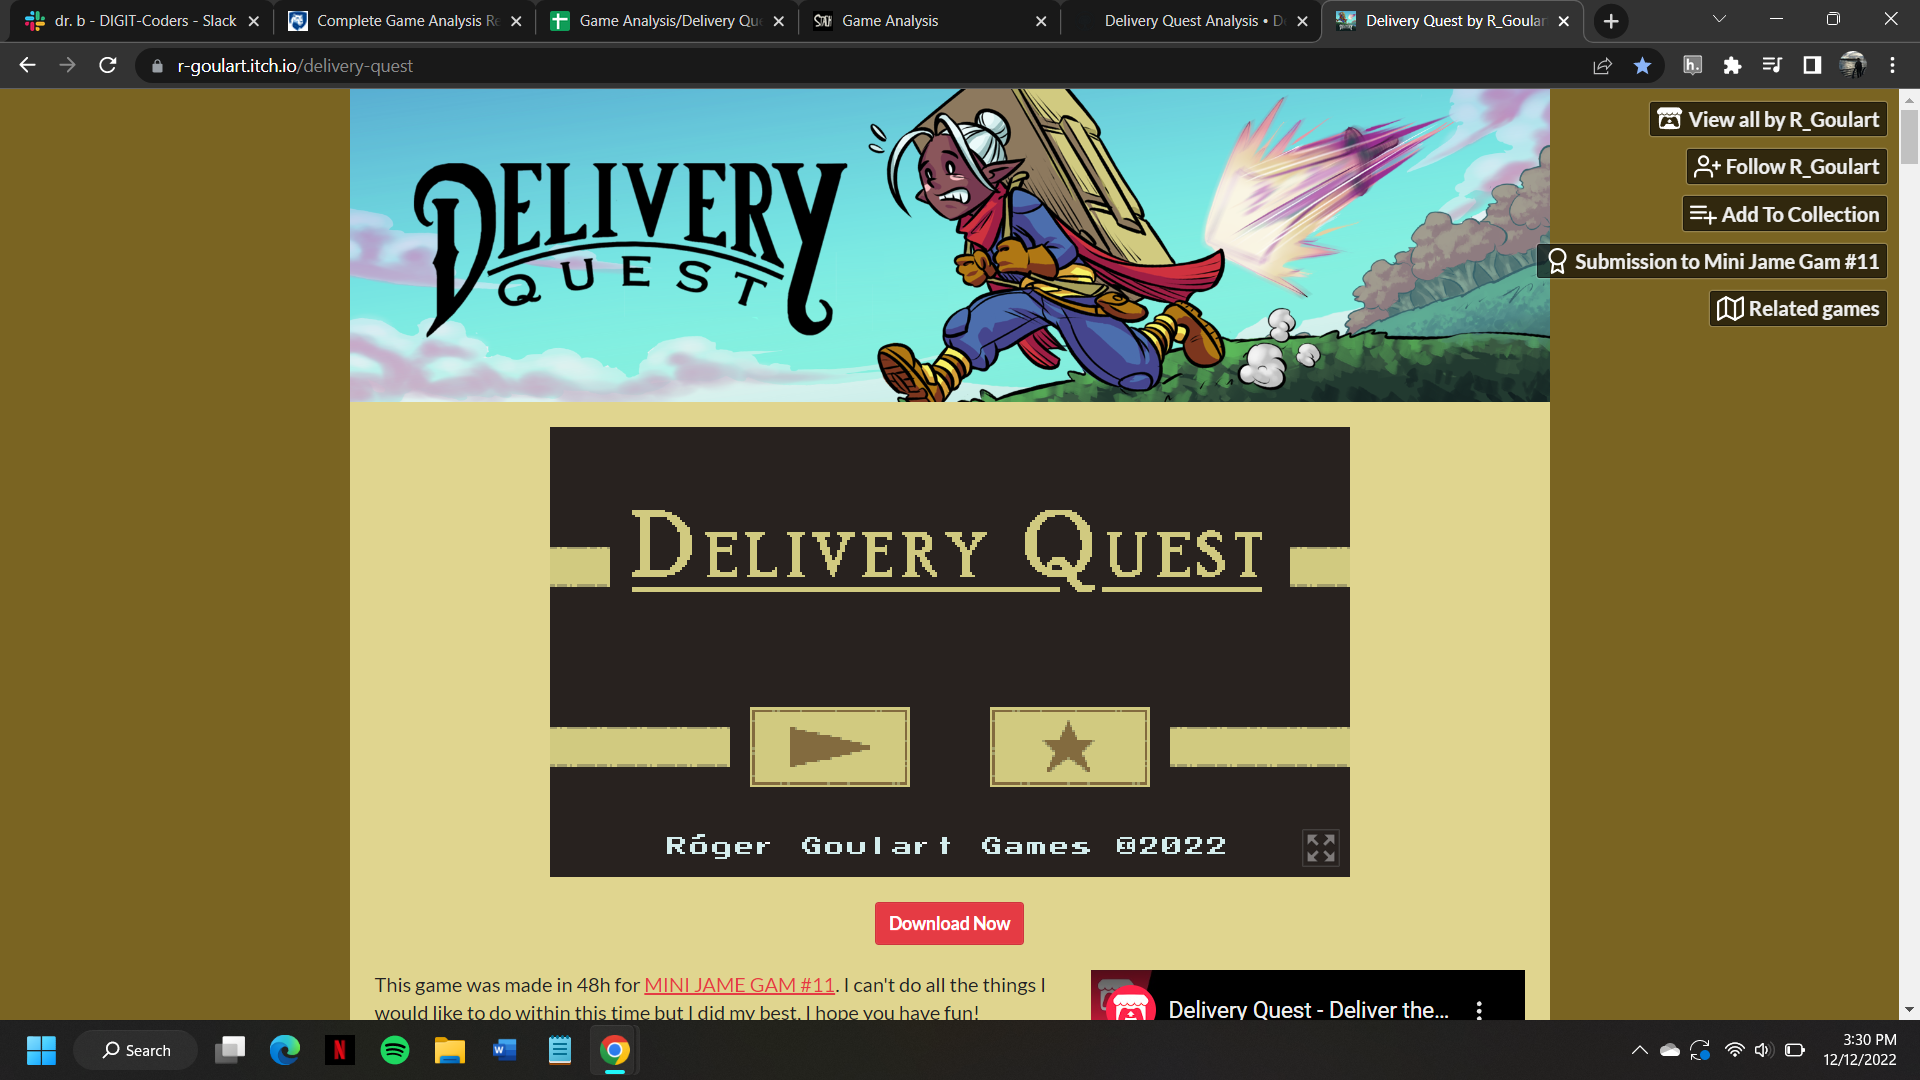 dr. b - DIGIT-Coders - Slack
Complete Game Analysis Re
Game Analysis/Delivery Que
Game Analysis
Delivery Quest Analysis • D
Delivery Quest by R_Goular
r-goulart.itch.io/delivery-quest
View all by R_Goulart
Follow R_Goulart
Add To Collection
Submission to Mini Jame Gam #11
Related games
DELIVERY
QUEST
DELIVERY QUEST
Róger Goulart Games @2022
Download Now
This game was made in 48h for MINI JAME GAM #11. I can't do all the things I
would like to do within this time but I did my best. I hope you have fun!
Delivery Quest - Deliver the...
Search
3:30 PM
12/12/2022